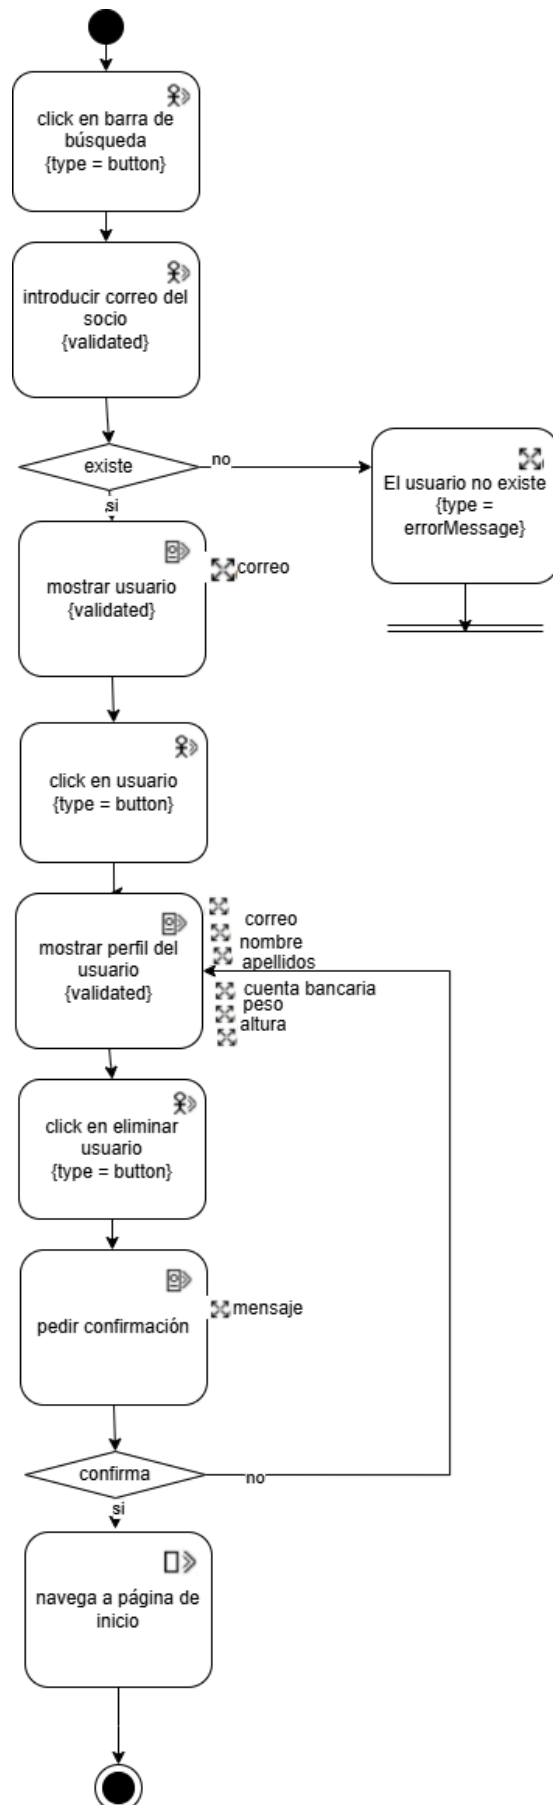 click en barra de
búsqueda
{type = button}
introducir correo del
socio
{validated}
existe
no
El usuario no existe
{type =
errorMessage}
si
mostrar usuario
{validated}
correo
click en usuario
{type = button}
mostrar perfil del
usuario
{validated}
correo
nombre
apellidos
cuenta bancaria
peso
altura
click en eliminar
usuario
{type = button}
pedir confirmación
mensaje
confirma
no
si
navega a página de
inicio